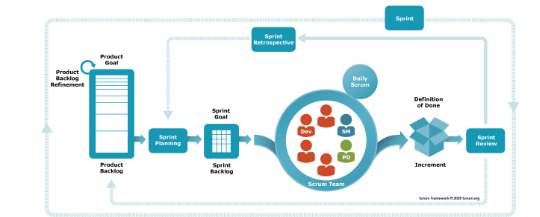 Sprint
Sprint
Retrospective
Product
Goal
Product
Backlog
Refinement
Daily
Scrum
Sprint
Goal
Definition
of Done
Dev
SM
PO
Sprint
Planning
Sprint
Review
Product
Backlog
Sprint
Backlog
Scrum Team
Increment